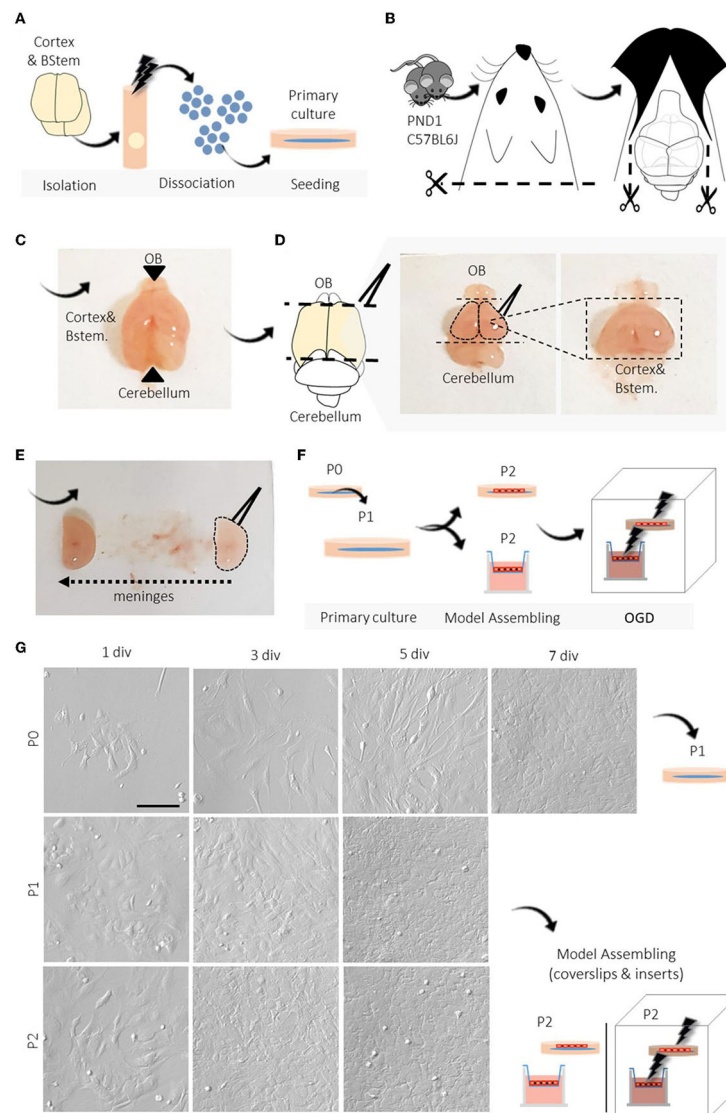 A
Cortex
& BStem
Primary
culture
Isolation
Dissociation
Seeding
B
PND1
C57BL6J
C
OB
Cortex&
Bstem.
Cerebellum
D
OB
Cerebellum
OB
Cerebellum
Cortex&
Bstem.
E
meninges
F
P0
P1
P2
P2
Primary culture
Model Assembling
OGD
G
1 div
3 div
5 div
7 div
P0
P1
P1
Model Assembling
(coverslips & inserts)
P2
P2
P2